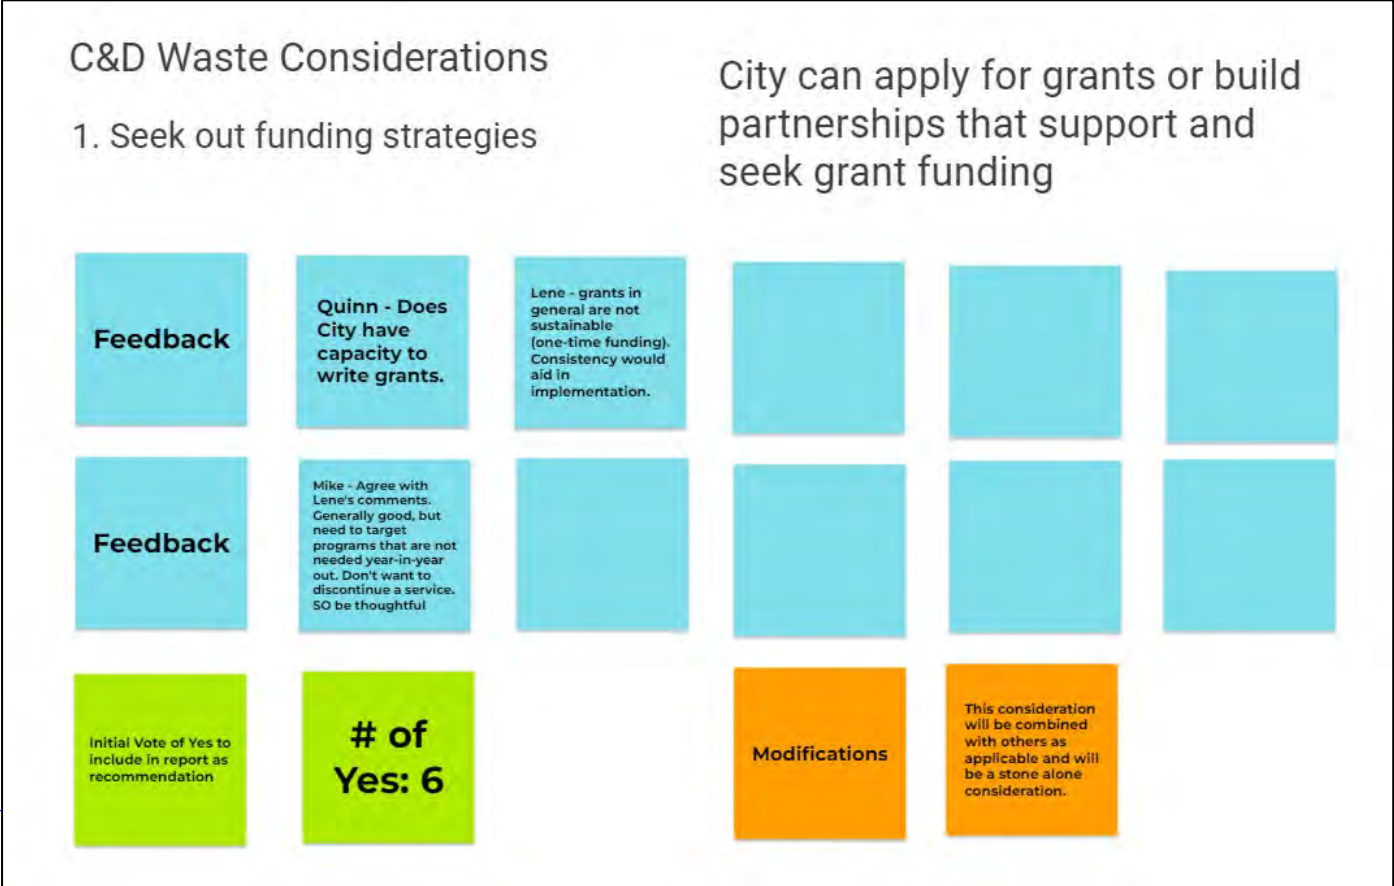 C&D Waste Considerations
1. Seek out funding strategies
City can apply for grants or build
partnerships that support and
seek grant funding
Feedback
Quinn - Does
City have
capacity to
write grants.
Lene - grants in
general are not
sustainable
(one-time funding).
Consistency would
aid in
implementation.
Feedback
Mike - Agree with
Lene's comments.
Generally good, but
need to target
programs that are not
needed year-in-year
out. Don't want to
discontinue a service.
SO be thoughtful
Initial Vote of Yes to
include in report as
recommendation
# of
Yes: 6
Modifications
This consideration
will be combined
with others as
applicable and will
be a stone alone
consideration.